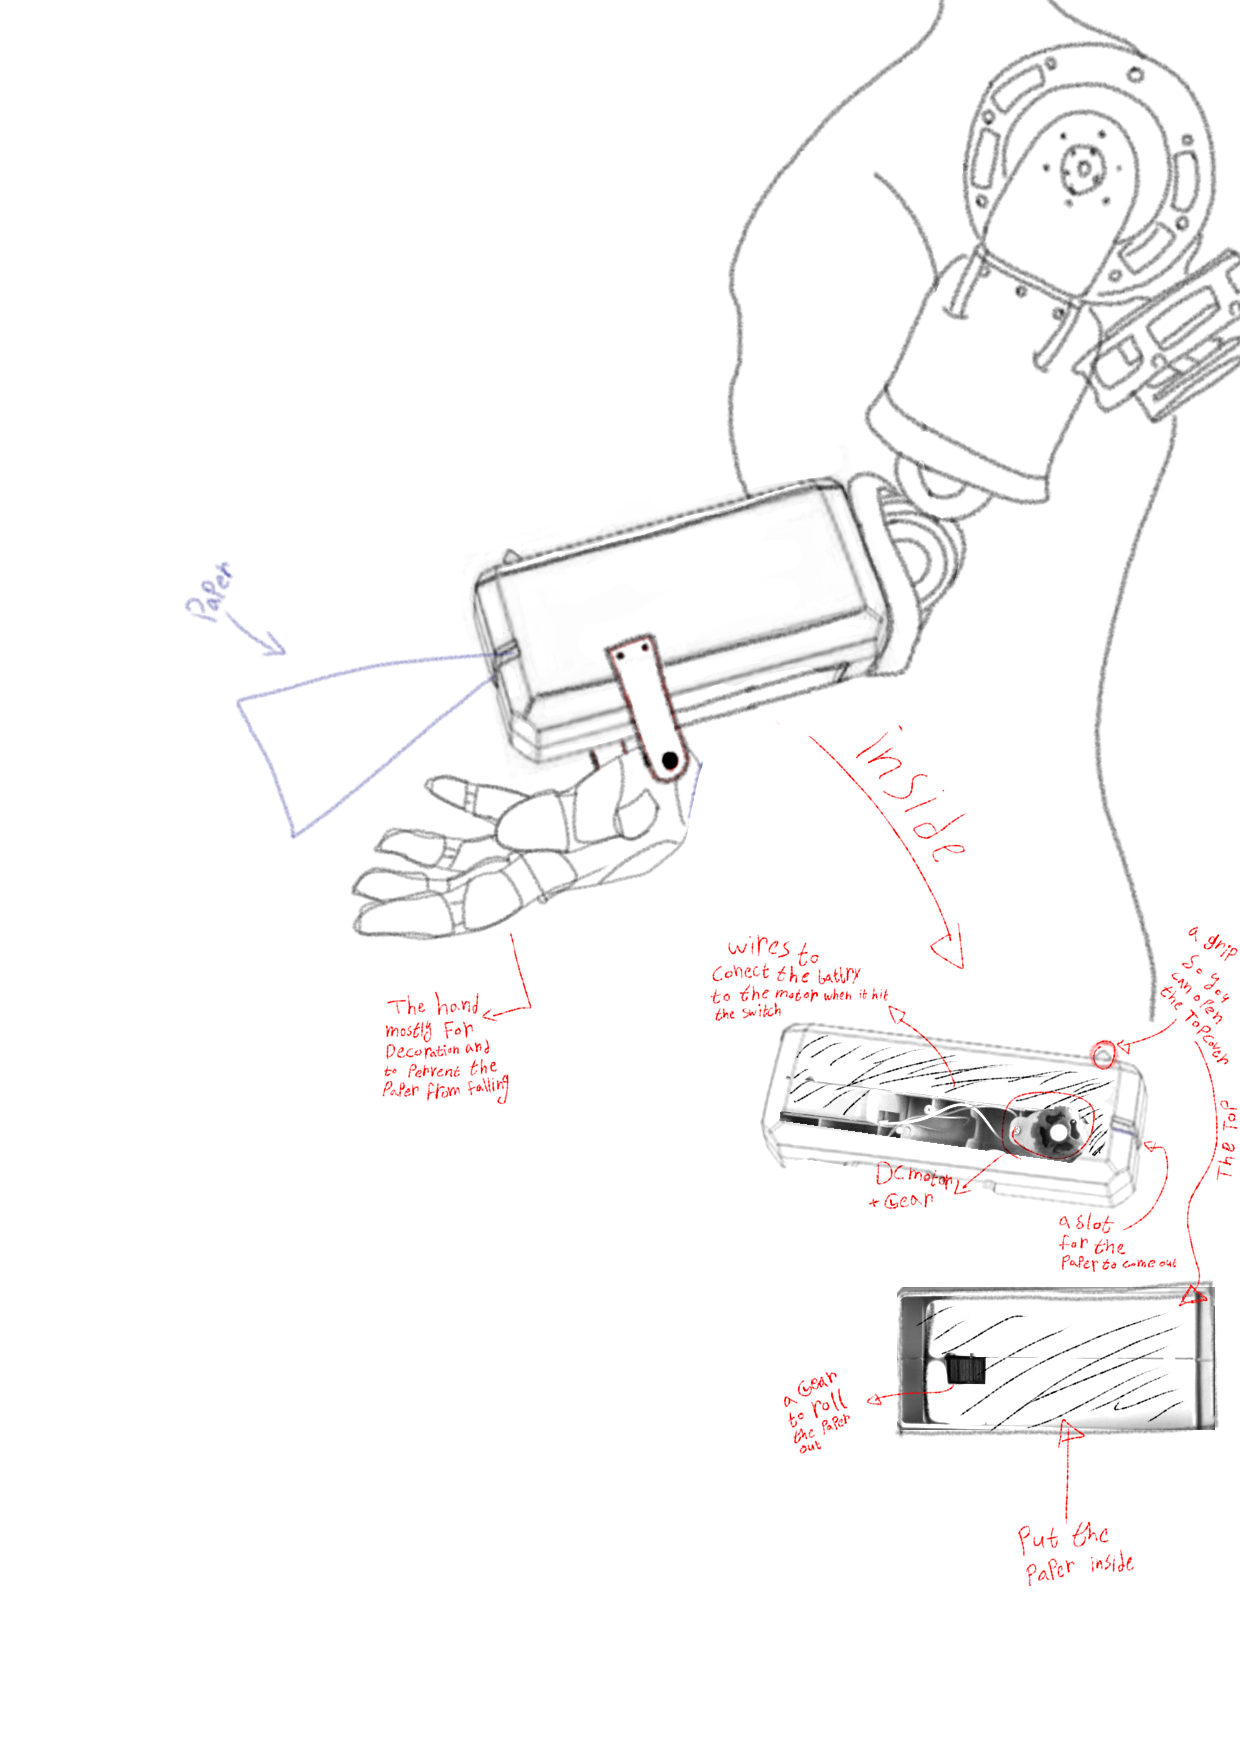 Paper
inside
wires to
Conect the battry
to the motor when it hit
the switch
a grip
So you
can open
the Top cover
The hand
mostly For
Decoration and
to Pervent the
Paper from falling
The Top
DC motor
+ Gear
a slot
for the
Paper to come out
a Gear
to roll
the Paper
out
Put the
Paper inside